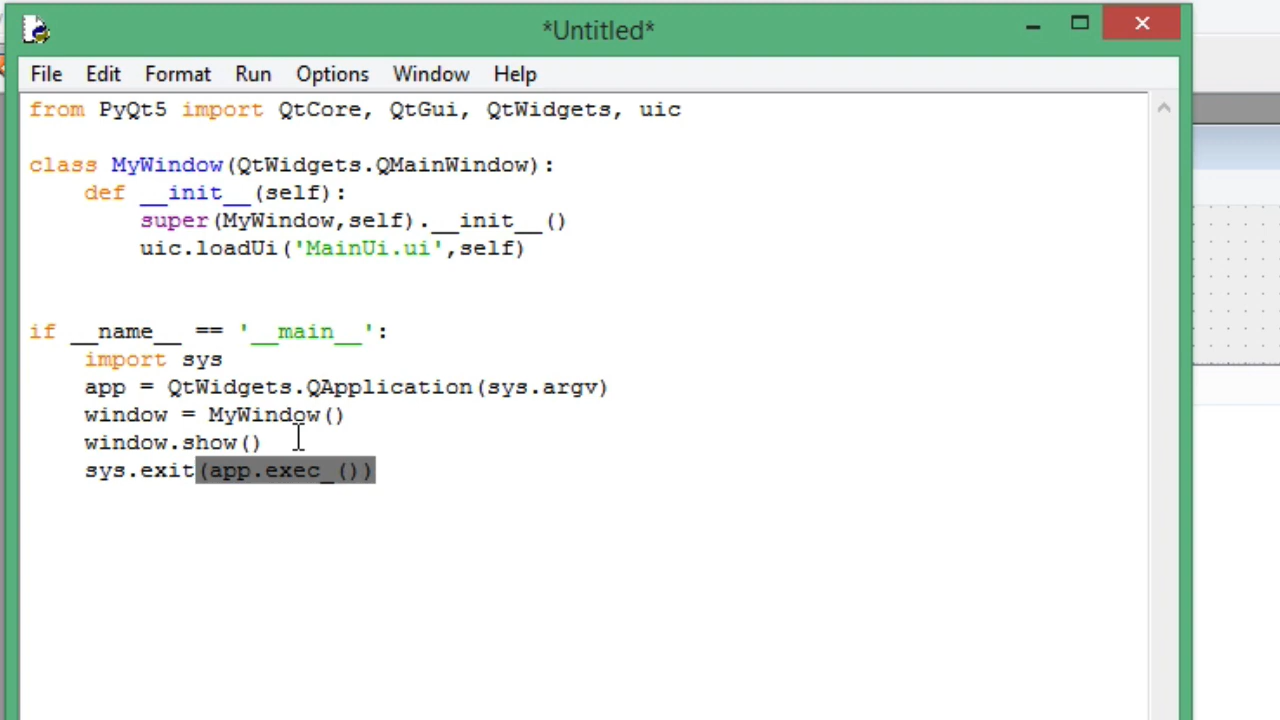 *Untitled*
File Edit Format Run Options Window Help
from PyQt5 import QtCore, QtGui, QtWidgets, uic
class MyWindow(QtWidgets.QMainWindow):
    def __init__(self):
        super(MyWindow,self).__init__()
        uic.loadUi('MainUi.ui',self)
if __name__ == '__main__':
    import sys
    app = QtWidgets.QApplication(sys.argv)
    window = MyWindow()
    window.show()
    sys.exit(app.exec_())